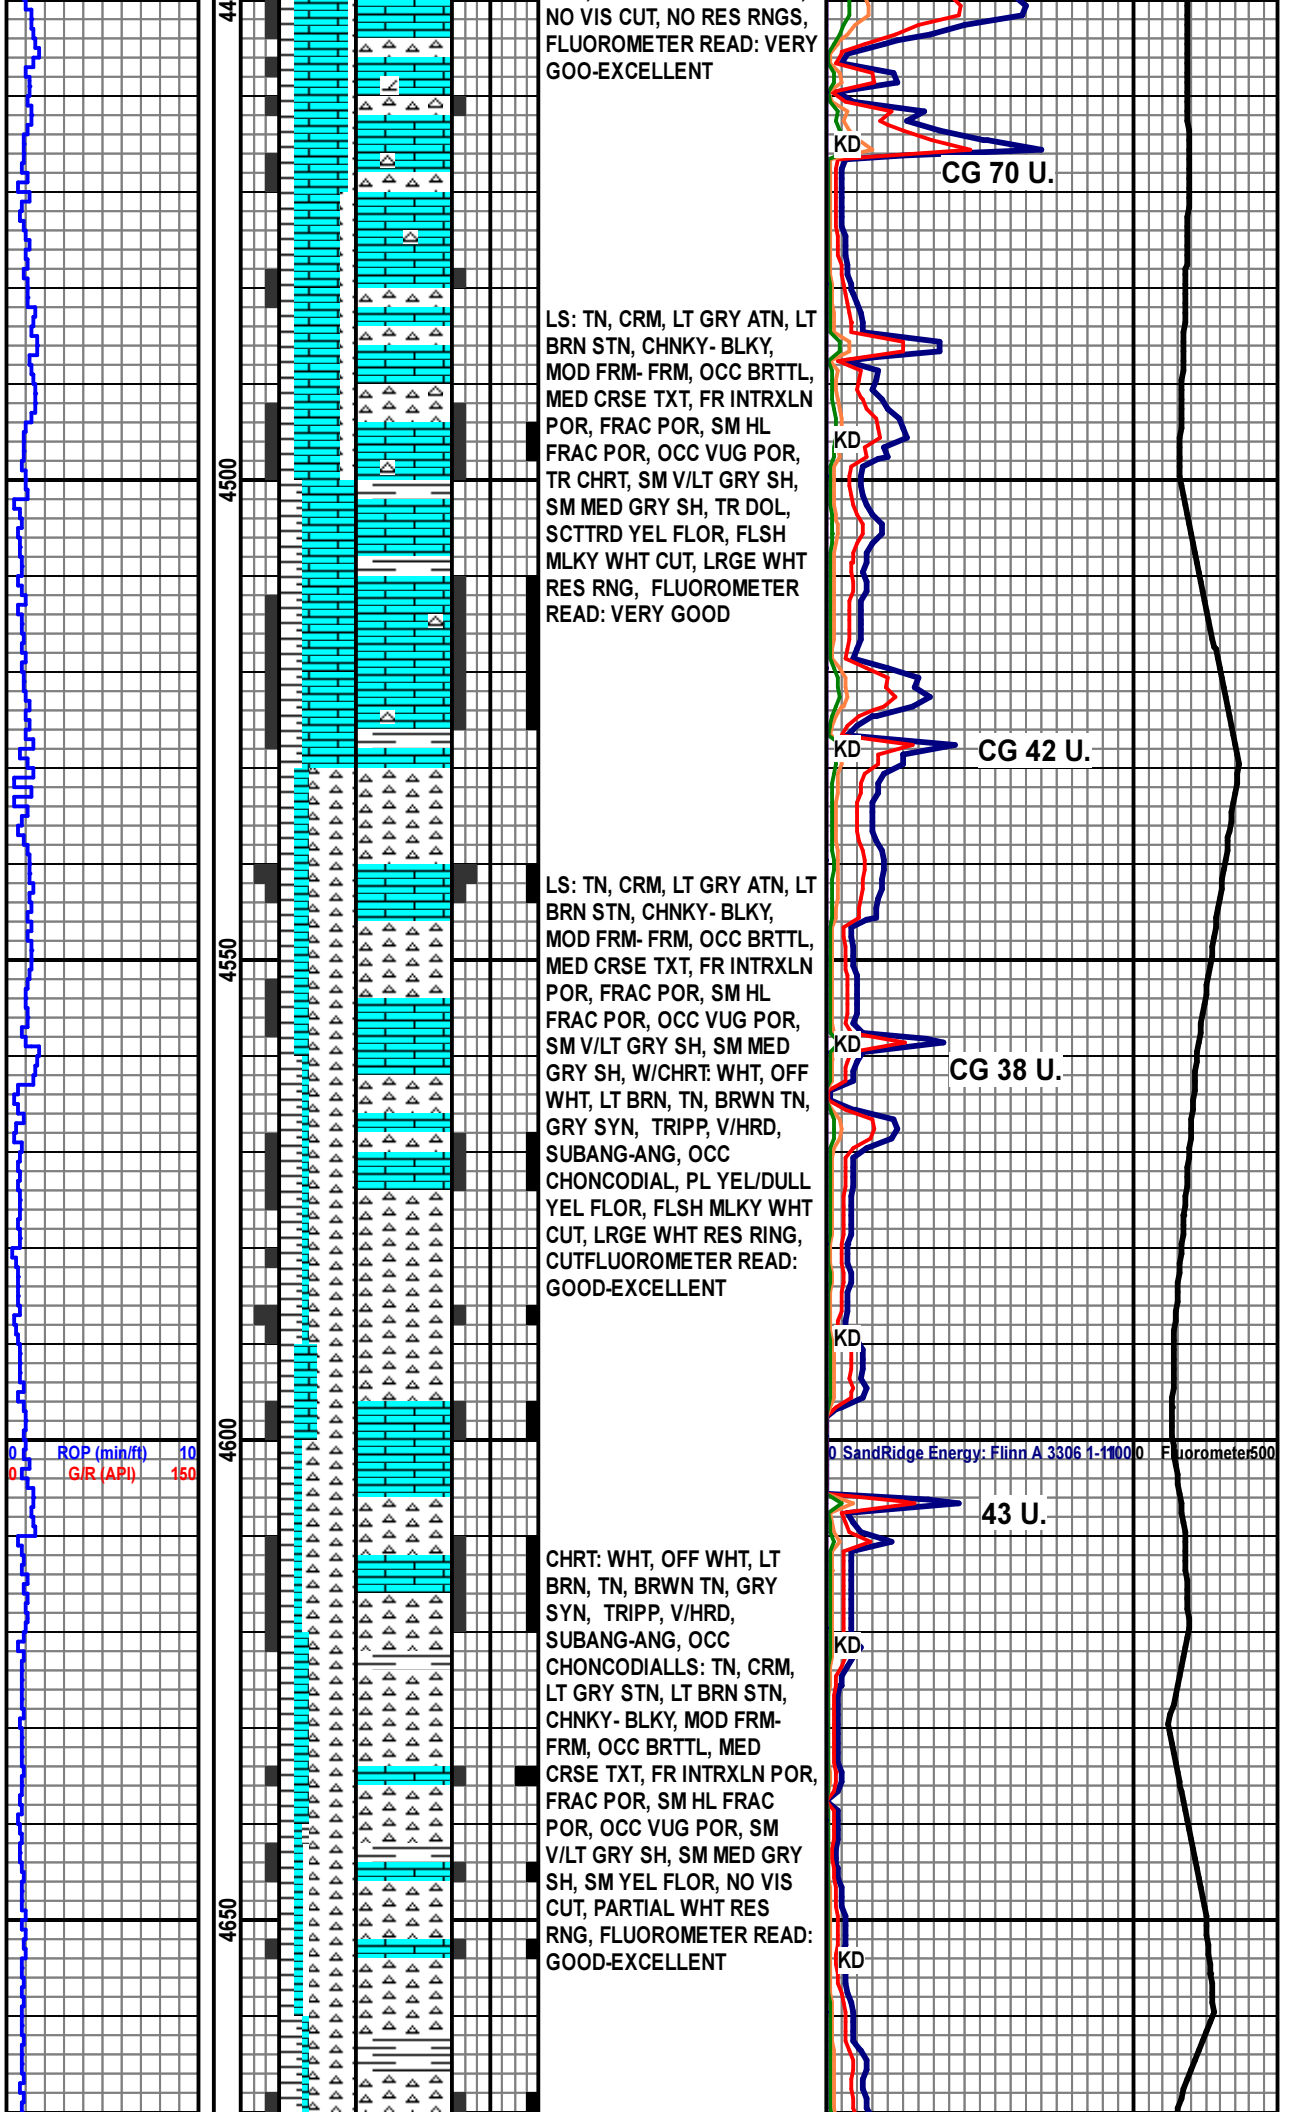 44
NO VIS CUT, NO RES RNGS,
FLUOROMETER READ: VERY
GOO-EXCELLENT
KD
CG 70 U.
LS: TN, CRM, LT GRY ATN, LT
BRN STN, CHNKY- BLKY,
MOD FRM- FRM, OCC BRTTL,
MED CRSE TXT, FR INTRXLN
POR, FRAC POR, SM HL
FRAC POR, OCC VUG POR,
TR CHRT, SM V/LT GRY SH,
SM MED GRY SH, TR DOL,
SCTTRD YEL FLOR, FLSH
MLKY WHT CUT, LRGE WHT
RES RNG, FLUOROMETER
READ: VERY GOOD
KD
4500
KD
CG 42 U.
LS: TN, CRM, LT GRY ATN, LT
BRN STN, CHNKY- BLKY,
MOD FRM- FRM, OCC BRTTL,
MED CRSE TXT, FR INTRXLN
POR, FRAC POR, SM HL
FRAC POR, OCC VUG POR,
SM V/LT GRY SH, SM MED
GRY SH, W/CHRT: WHT, OFF
WHT, LT BRN, TN, BRWN TN,
GRY SYN, TRIPP, V/HRD,
SUBANG-ANG, OCC
CHONCODIAL, PL YEL/DULL
YEL FLOR, FLSH MLKY WHT
CUT, LRGE WHT RES RING,
CUTFLUOROMETER READ:
GOOD-EXCELLENT
4550
KD
CG 38 U.
KD
4600
0 ROP (min/ft) 10
0 G/R (API) 150
0 SandRidge Energy: Flinn A 3306 1-1100
0 Fluorometer500
43 U.
CHRT: WHT, OFF WHT, LT
BRN, TN, BRWN TN, GRY
SYN, TRIPP, V/HRD,
SUBANG-ANG, OCC
CHONCODIALLS: TN, CRM,
LT GRY STN, LT BRN STN,
CHNKY- BLKY, MOD FRM-
FRM, OCC BRTTL, MED
CRSE TXT, FR INTRXLN POR,
FRAC POR, SM HL FRAC
POR, OCC VUG POR, SM
V/LT GRY SH, SM MED GRY
SH, SM YEL FLOR, NO VIS
CUT, PARTIAL WHT RES
RNG, FLUOROMETER READ:
GOOD-EXCELLENT
KD
4650
KD